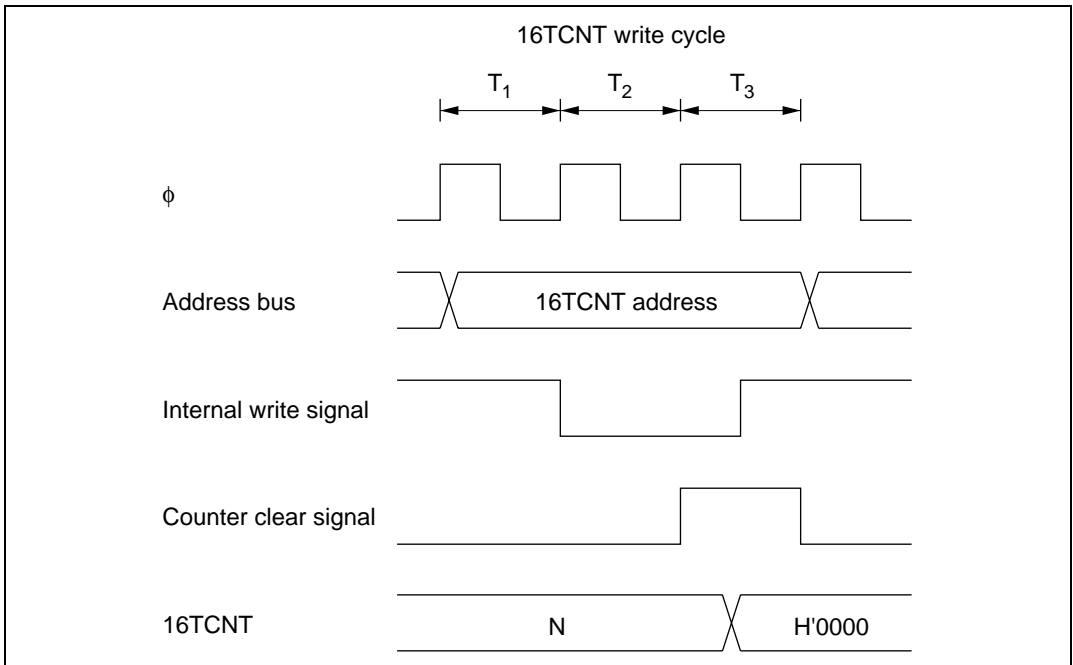 16TCNT write cycle
T1 T2 T3
φ
Address bus 16TCNT address
Internal write signal
Counter clear signal
16TCNT N H'0000